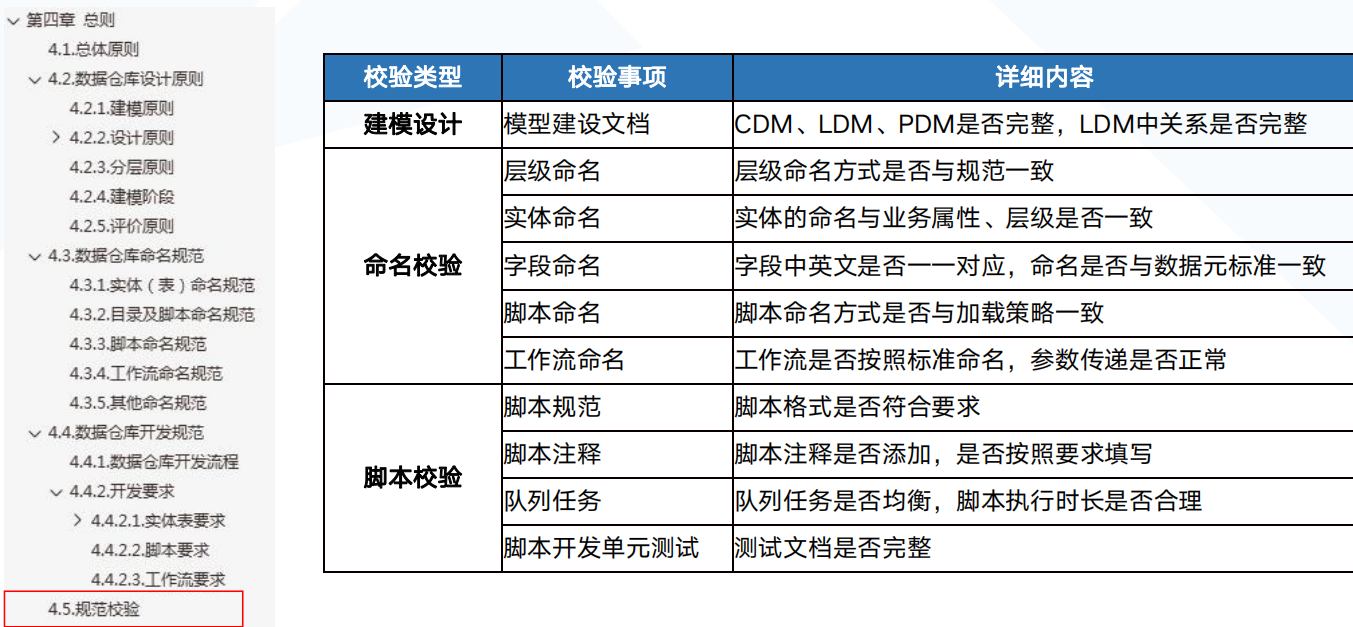 第四章 总则
4.1.总体原则
4.2.数据仓库设计原则
4.2.1.建模原则
4.2.2.设计原则
4.2.3.分层原则
4.2.4.建模阶段
4.2.5.评价原则
4.3.数据仓库命名规范
4.3.1.实体（表）命名规范
4.3.2.目录及脚本命名规范
4.3.3.脚本命名规范
4.3.4.工作流命名规范
4.3.5.其他命名规范
4.4.数据仓库开发规范
4.4.1.数据仓库开发流程
4.4.2.开发要求
4.4.2.1.实体表要求
4.4.2.2.脚本要求
4.4.2.3.工作流要求
4.5.规范校验
校验类型 校验事项 详细内容
建模设计 模型建设文档 CDM、LDM、PDM是否完整，LDM中关系是否完整
命名校验
层级命名 层级命名方式是否与规范一致
实体命名 实体的命名与业务属性、层级是否一致
字段命名 字段中英文是否一一对应，命名是否与数据元标准一致
脚本命名 脚本命名方式是否与加载策略一致
工作流命名 工作流是否按照标准命名，参数传递是否正常
脚本校验
脚本规范 脚本格式是否符合要求
脚本注释 脚本注释是否添加，是否按照要求填写
队列任务 队列任务是否均衡，脚本执行时长是否合理
脚本开发单元测试 测试文档是否完整